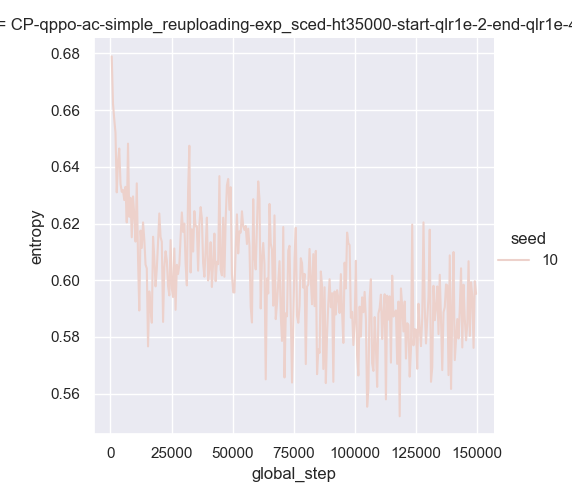 = CP-qppo-ac-simple_reuploading-exp_sced-ht35000-start-qlr1e-2-end-qlr1e-4
0.68
0.66
0.64
0.62
0.60
0.58
0.56
entropy
0 25000 50000 75000 100000 125000 150000
global_step
seed
10